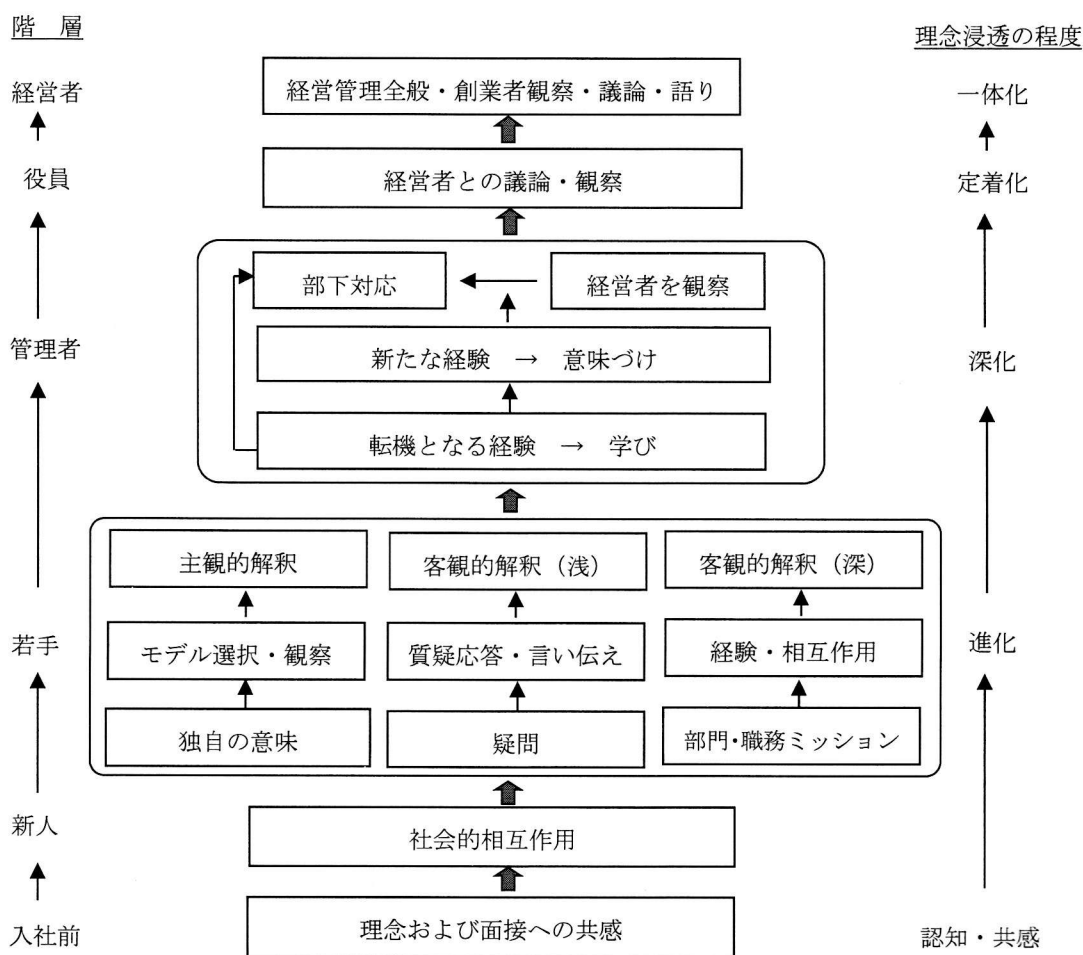 階　層
理念浸透の程度
経営者
経営管理全般・創業者観察・議論・語り
一体化
役員
経営者との議論・観察
定着化
部下対応
経営者を観察
管理者
新たな経験　→　意味づけ
深化
転機となる経験　→　学び
主観的解釈
客観的解釈（浅）
客観的解釈（深）
若手
モデル選択・観察
質疑応答・言い伝え
経験・相互作用
進化
独自の意味
疑問
部門・職務ミッション
新人
社会的相互作用
入社前
理念および面接への共感
認知・共感